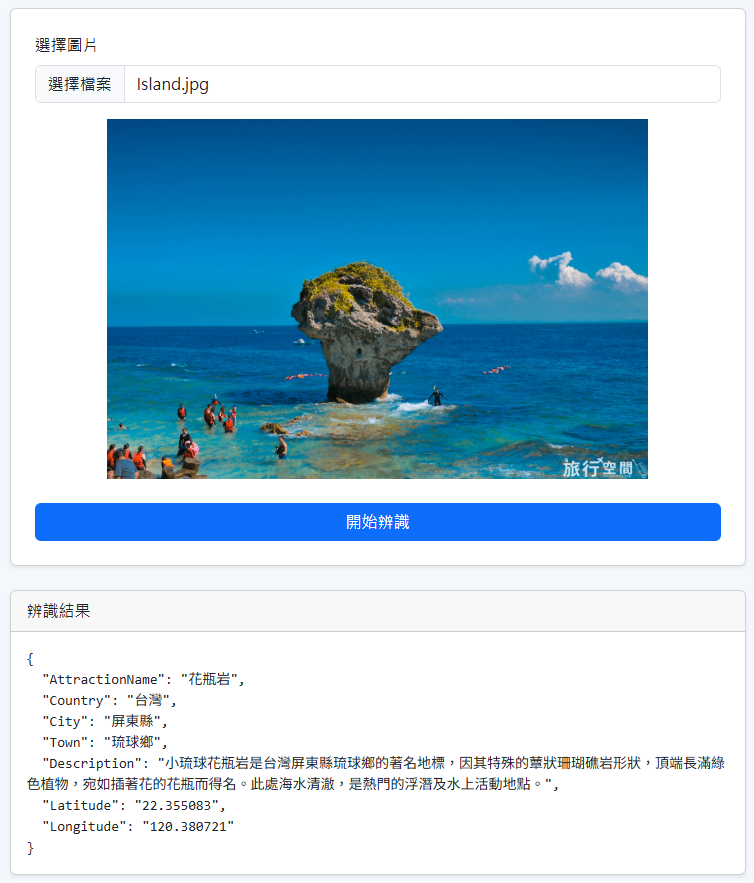 選擇圖片
選擇檔案 Island.jpg
旅行空間
開始辨識
辨識結果
{
  "AttractionName": "花瓶岩",
  "Country": "台灣",
  "City": "屏東縣",
  "Town": "琉球鄉",
  "Description": "小琉球花瓶岩是台灣屏東縣琉球鄉的著名地標，因其特殊的蕈狀珊瑚礁岩形狀，頂端長滿綠
色植物，宛如插著花的花瓶而得名。此處海水清澈，是熱門的浮潛及水上活動地點。",
  "Latitude": "22.355083",
  "Longitude": "120.380721"
}